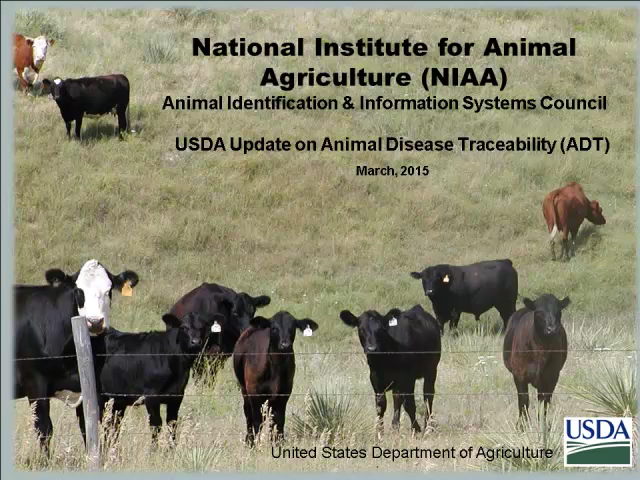 National Institute for Animal
Agriculture (NIAA)
Animal Identification & Information Systems Council
USDA Update on Animal Disease Traceability (ADT)
March, 2015
United States Department of Agriculture
USDA